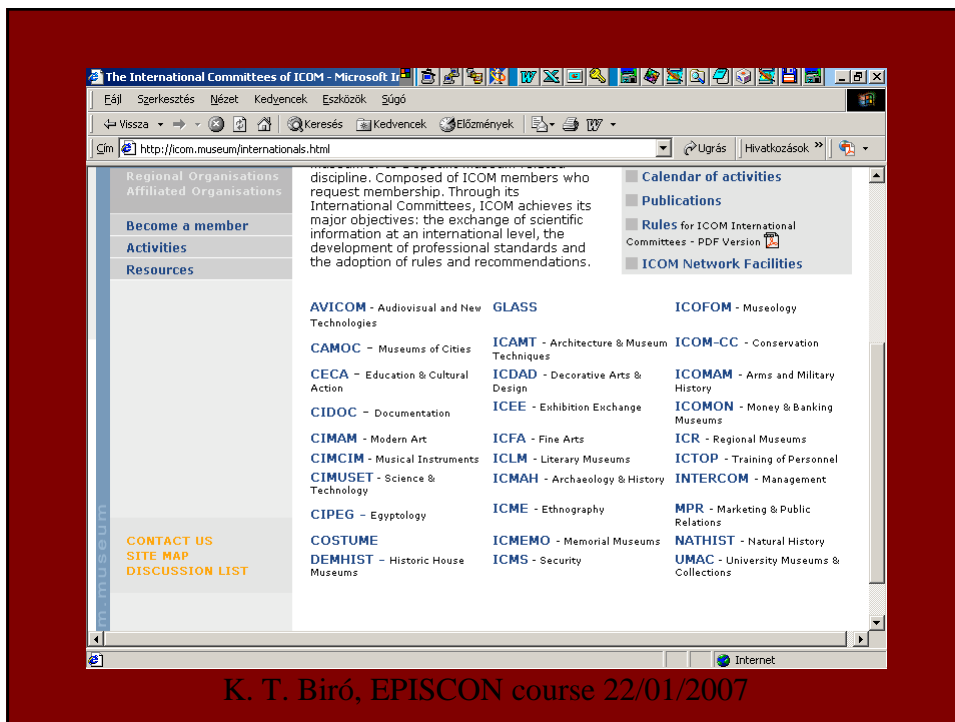 The International Committees of ICOM - Microsoft I
Fájl Szerkesztés Nézet Kedvencek Eszközök Súgó
Vissza Keresés Kedvencek Előzmények
Cím http://icom.museum/internationals.html Ugrás Hivatkozások »
Regional Organisations
Affiliated Organisations
Become a member
Activities
Resources
discipline. Composed of ICOM members who
request membership. Through its
International Committees, ICOM achieves its
major objectives: the exchange of scientific
information at an international level, the
development of professional standards and
the adoption of rules and recommendations.
Calendar of activities
Publications
Rules for ICOM International
Committees - PDF Version
ICOM Network Facilities
AVICOM - Audiovisual and New
Technologies
CAMOC - Museums of Cities
CECA - Education & Cultural
Action
CIDOC - Documentation
CIMAM - Modern Art
CIMCIM - Musical Instruments
CIMUSET - Science &
Technology
CIPEG - Egyptology
COSTUME
DEMHIST - Historic House
Museums
GLASS
ICAMT - Architecture & Museum
Techniques
ICDAD - Decorative Arts &
Design
ICEE - Exhibition Exchange
ICFA - Fine Arts
ICLM - Literary Museums
ICMAH - Archaeology & History
ICME - Ethnography
ICMEMO - Memorial Museums
ICMS - Security
ICOFOM - Museology
ICOM-CC - Conservation
ICOMAM - Arms and Military
History
ICOMON - Money & Banking
Museums
ICR - Regional Museums
ICTOP - Training of Personnel
INTERCOM - Management
MPR - Marketing & Public
Relations
NATHIST - Natural History
UMAC - University Museums &
Collections
m.museum
CONTACT US
SITE MAP
DISCUSSION LIST
Internet
K. T. Biró, EPISCON course 22/01/2007